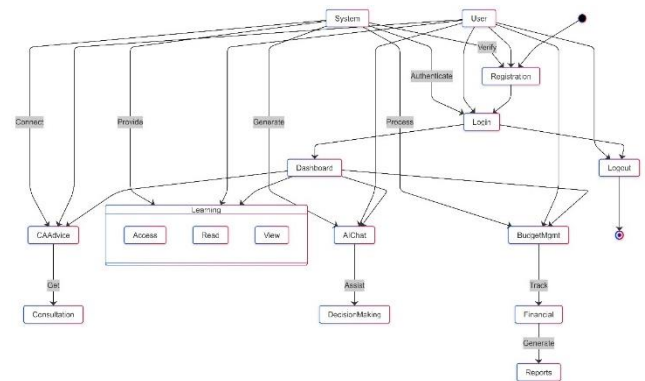 System
User
Verify
Authenticate
Registration
Connect
Provide
Generate
Process
Login
Dashboard
Logout
Learning
CAAdvice
Access
Read
View
AIChat
BudgetMgmt
Get
Assist
Track
Consultation
DecisionMaking
Financial
Generate
Reports